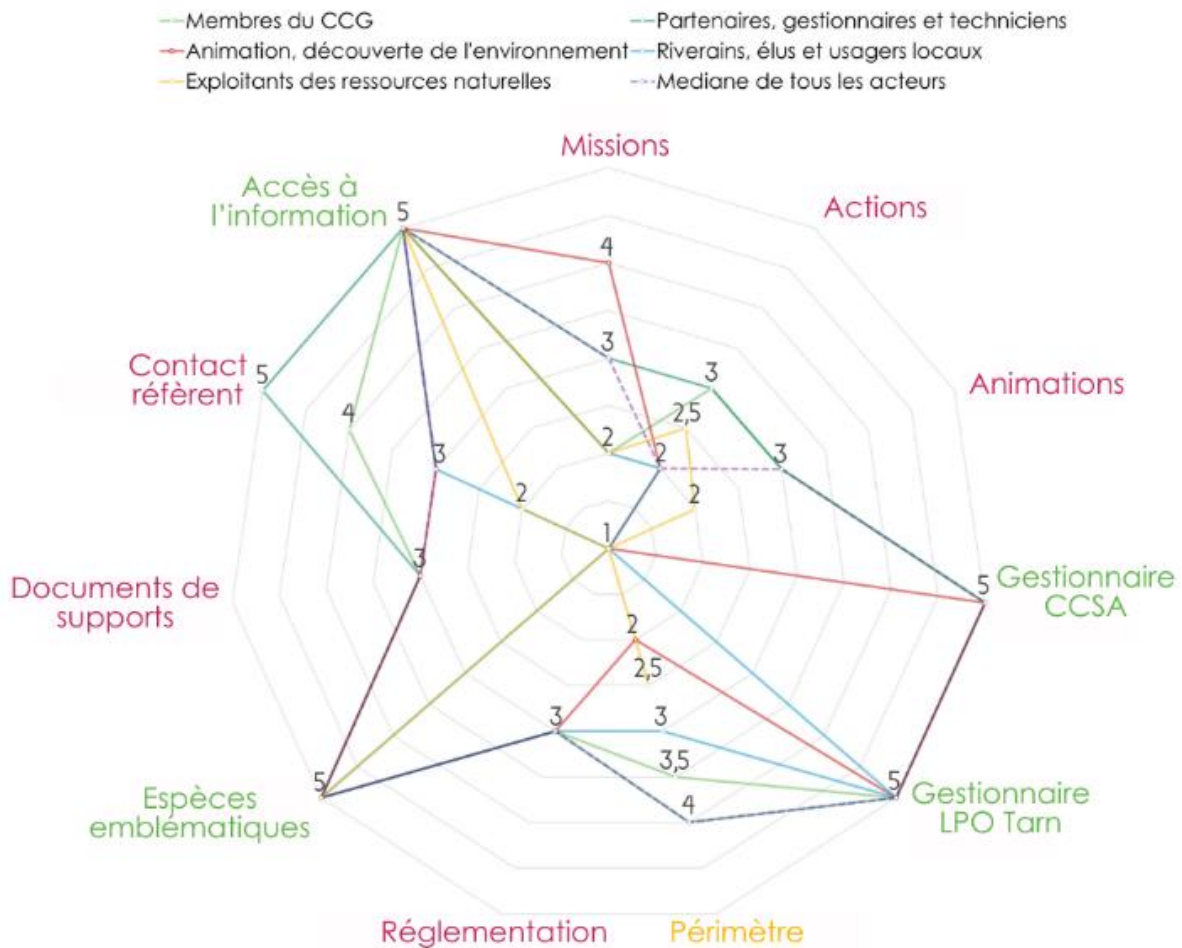 Membres du CCG
Partenaires, gestionnaires et techniciens
Animation, découverte de l'environnement
Riverains, élus et usagers locaux
Exploitants des ressources naturelles
Mediane de tous les acteurs
Missions
Accès à
l'information
5
Actions
4
Contact
réfèrent
5
3
3
Animations
4
2,5
3
2
2
3
2
2
1
Documents de
supports
3
Gestionnaire
CCSA
5
2
2,5
3
3
3,5
Espèces
emblématiques
5
4
5
Gestionnaire
LPO Tarn
Réglementation
Périmètre